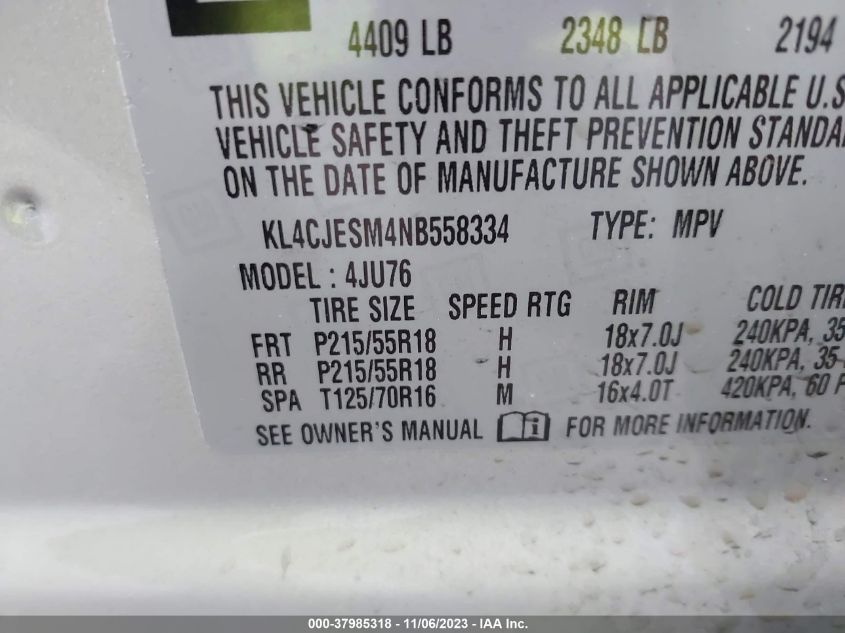 4409 LB 2348 LB 2194
THIS VEHICLE CONFORMS TO ALL APPLICABLE U.S
VEHICLE SAFETY AND THEFT PREVENTION STANDA
ON THE DATE OF MANUFACTURE SHOWN ABOVE.
KL4CJESM4NB558334 TYPE: MPV
MODEL : 4JU76
TIRE SIZE SPEED RTG RIM COLD TIR
FRT P215/55R18 H 18x7.0J 240KPA, 35
RR P215/55R18 H 18x7.0J 240KPA, 35
SPA T125/70R16 M 16x4.0T 420KPA, 60 P
SEE OWNER'S MANUAL i FOR MORE INFORMATION.
000-37985318 - 11/06/2023 - IAA Inc.